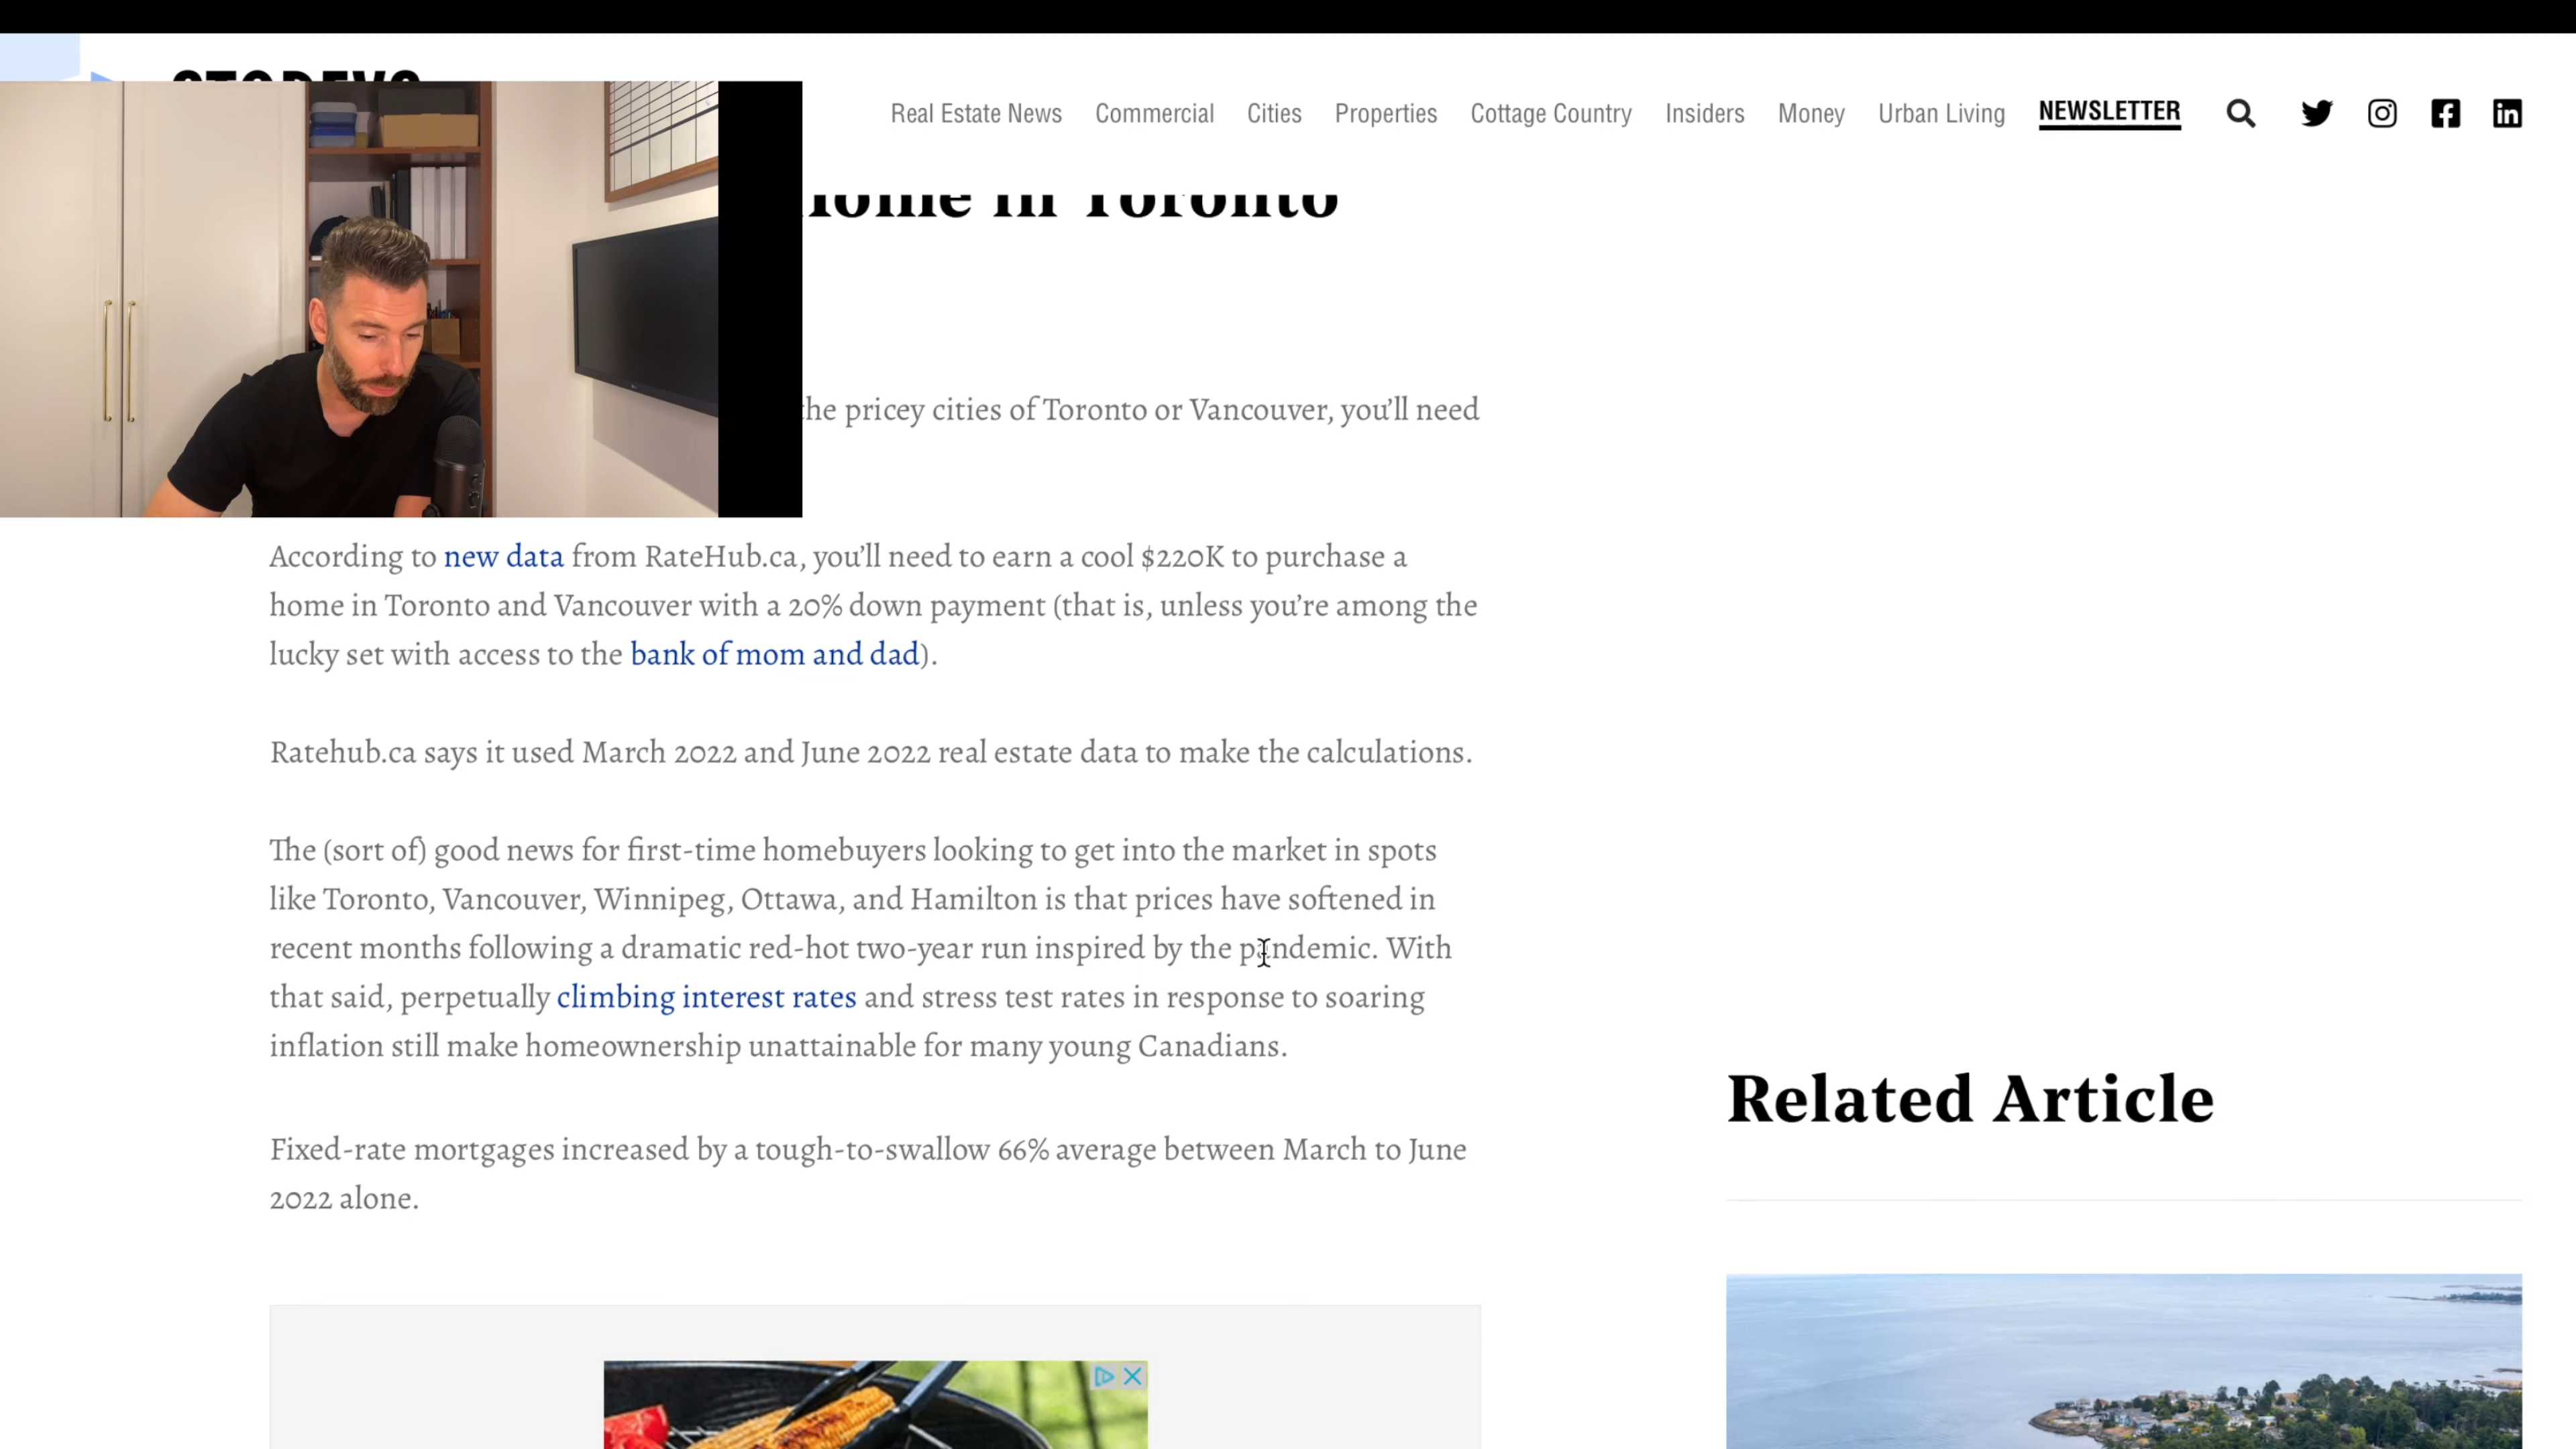 STOREYS
Real Estate News Commercial Cities Properties Cottage Country Insiders Money Urban Living NEWSLETTER
Home in Toronto
the pricey cities of Toronto or Vancouver, you’ll need
According to new data from RateHub.ca, you’ll need to earn a cool $220K to purchase a
home in Toronto and Vancouver with a 20% down payment (that is, unless you’re among the
lucky set with access to the bank of mom and dad).
Ratehub.ca says it used March 2022 and June 2022 real estate data to make the calculations.
The (sort of) good news for first-time homebuyers looking to get into the market in spots
like Toronto, Vancouver, Winnipeg, Ottawa, and Hamilton is that prices have softened in
recent months following a dramatic red-hot two-year run inspired by the pandemic. With
that said, perpetually climbing interest rates and stress test rates in response to soaring
inflation still make homeownership unattainable for many young Canadians.
Fixed-rate mortgages increased by a tough-to-swallow 66% average between March to June
2022 alone.
Related Article